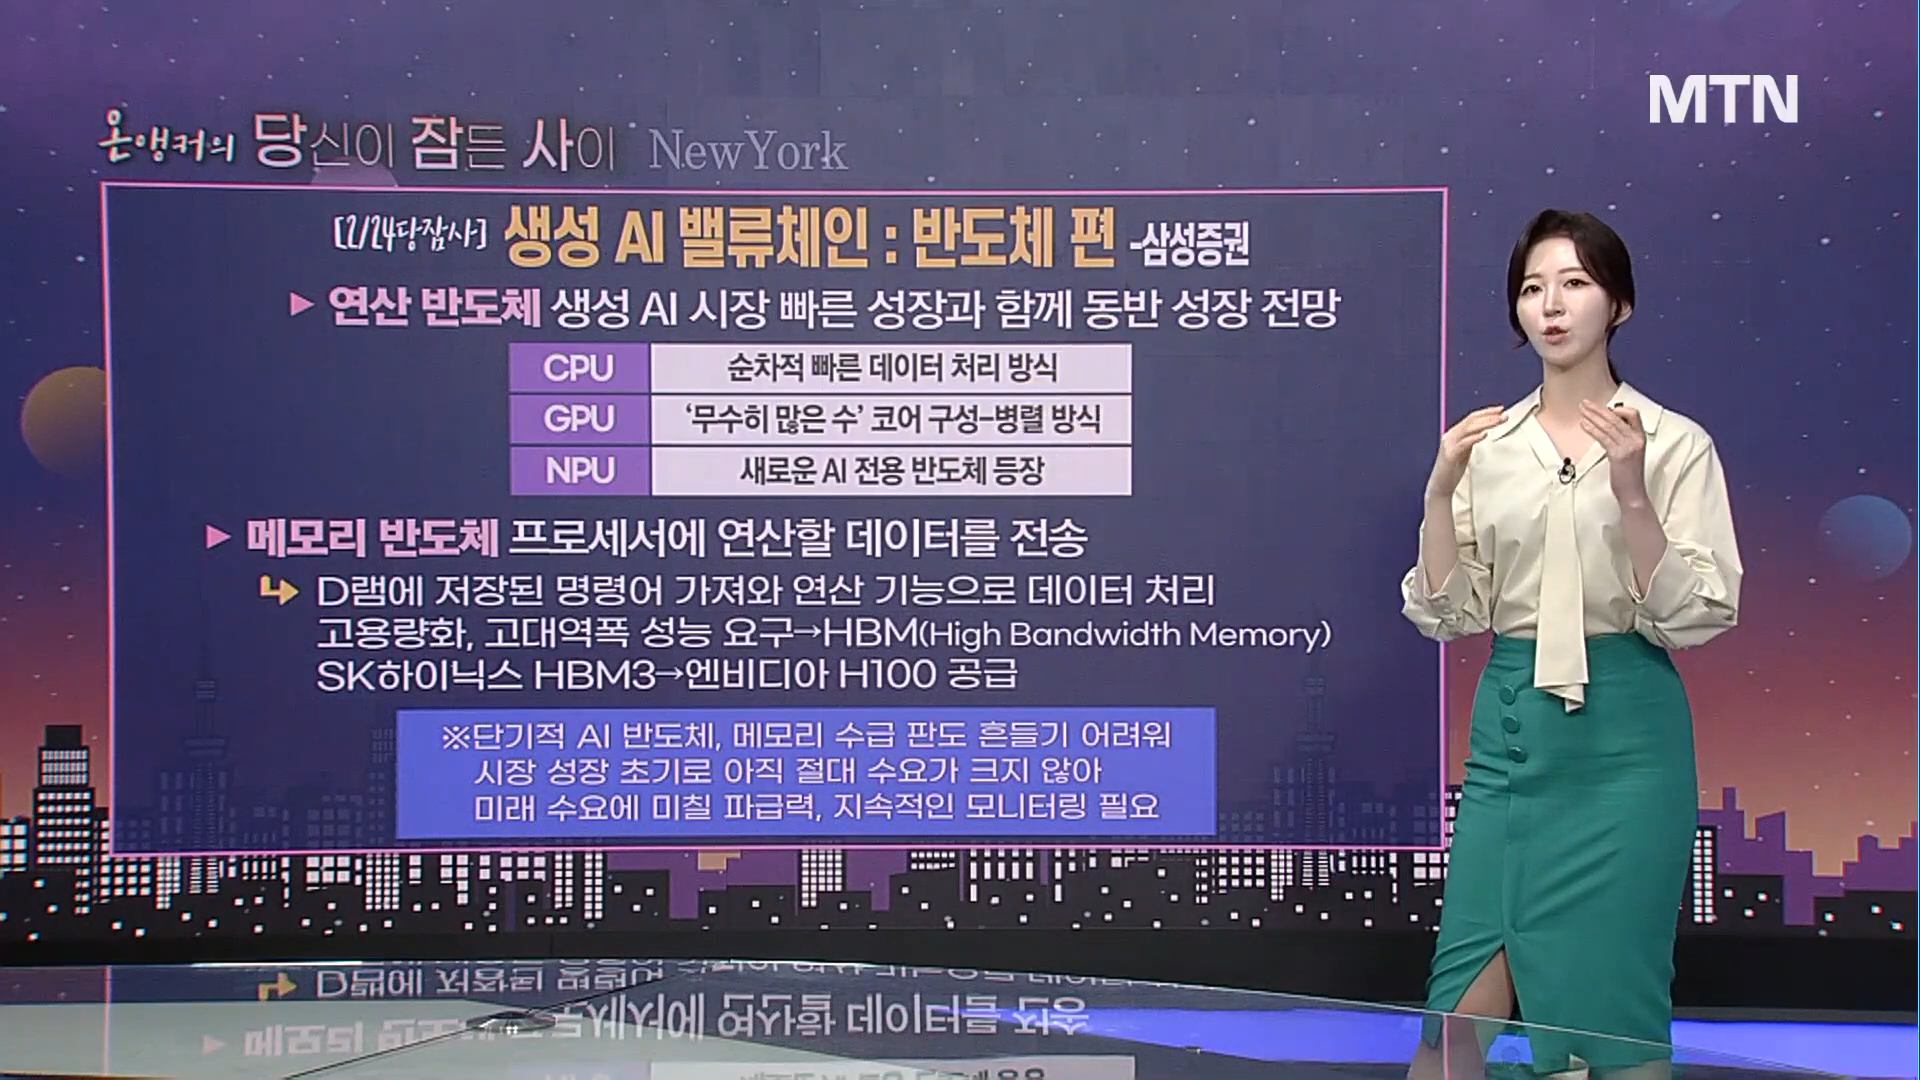 MTN
온앵커의 당신이 잠든 사이 NewYork
[2/24당잠사] 생성 AI 밸류체인 : 반도체 편 -삼성증권
▶ 연산 반도체 생성 AI 시장 빠른 성장과 함께 동반 성장 전망
CPU 순차적 빠른 데이터 처리 방식
GPU ‘무수히 많은 수’ 코어 구성-병렬 방식
NPU 새로운 AI 전용 반도체 등장
▶ 메모리 반도체 프로세서에 연산할 데이터를 전송
↳ D램에 저장된 명령어 가져와 연산 기능으로 데이터 처리
고용량화, 고대역폭 성능 요구→HBM(High Bandwidth Memory)
SK하이닉스 HBM3→엔비디아 H100 공급
※단기적 AI 반도체, 메모리 수급 판도 흔들기 어려워
시장 성장 초기로 아직 절대 수요가 크지 않아
미래 수요에 미칠 파급력, 지속적인 모니터링 필요